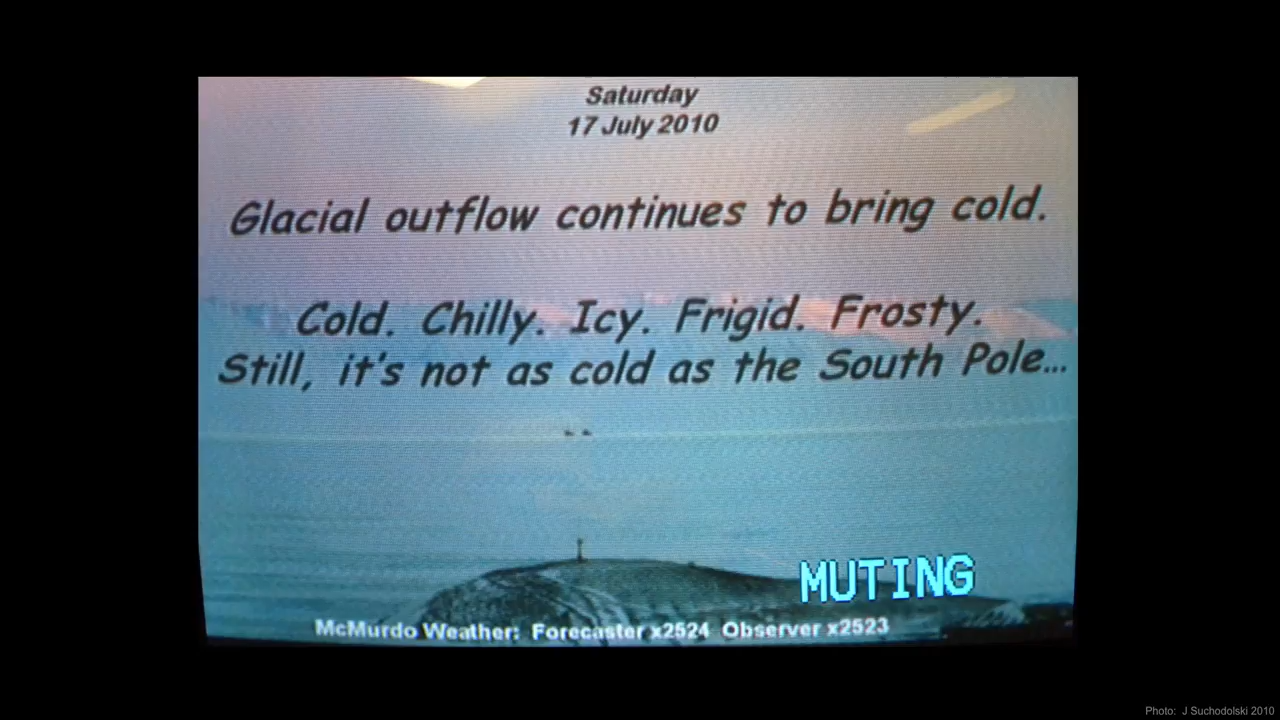 Saturday
17 July 2010
Glacial outflow continues to bring cold.
Cold. Chilly. Icy. Frigid. Frosty.
Still, it's not as cold as the South Pole...
MUTING
McMurdo Weather: Forecaster x2524 Observer x2523
Photo: J Suchodolski 2010